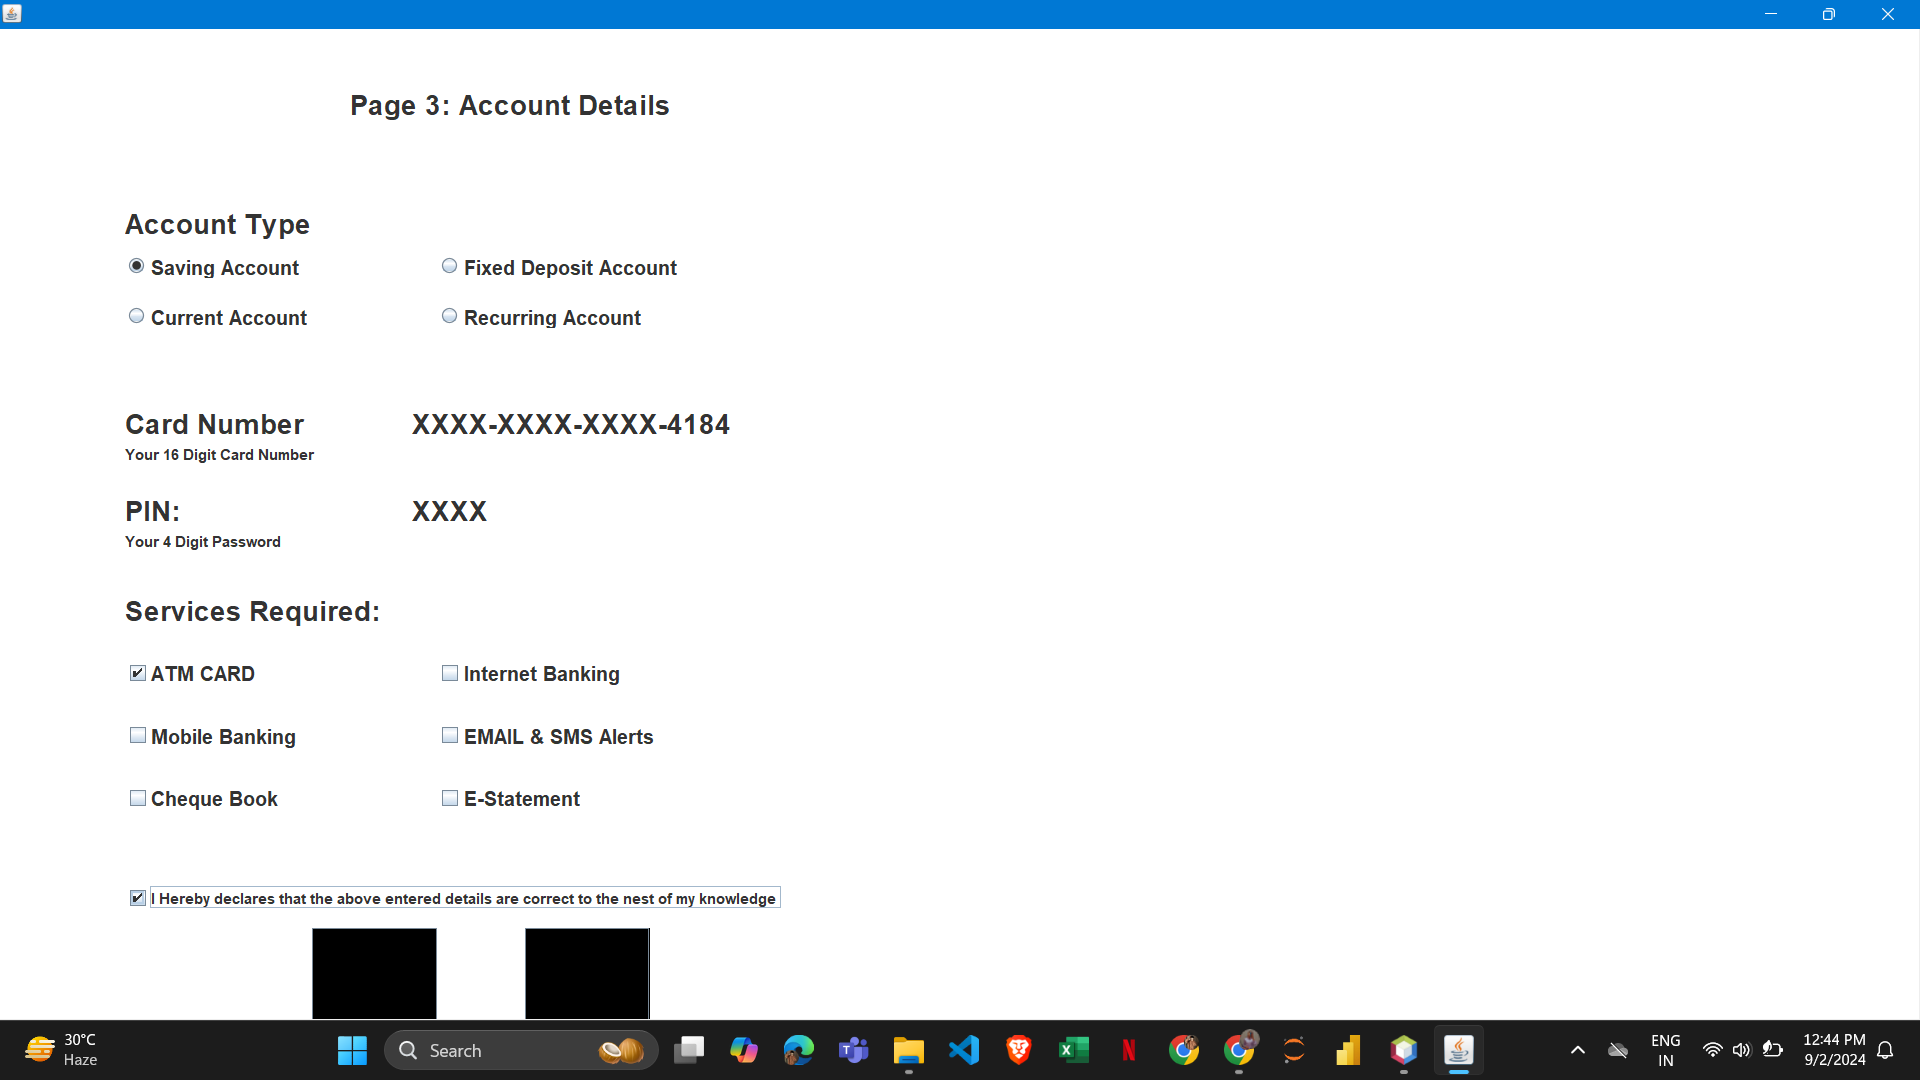 Page 3: Account Details
Account Type
Saving Account Fixed Deposit Account
Current Account Recurring Account
Card Number XXXX-XXXX-XXXX-4184
Your 16 Digit Card Number
PIN: XXXX
Your 4 Digit Password
Services Required:
ATM CARD Internet Banking
Mobile Banking EMAIL & SMS Alerts
Cheque Book E-Statement
I Hereby declares that the above entered details are correct to the nest of my knowledge
30°C
Haze
Search
ENG
IN
12:44 PM
9/2/2024